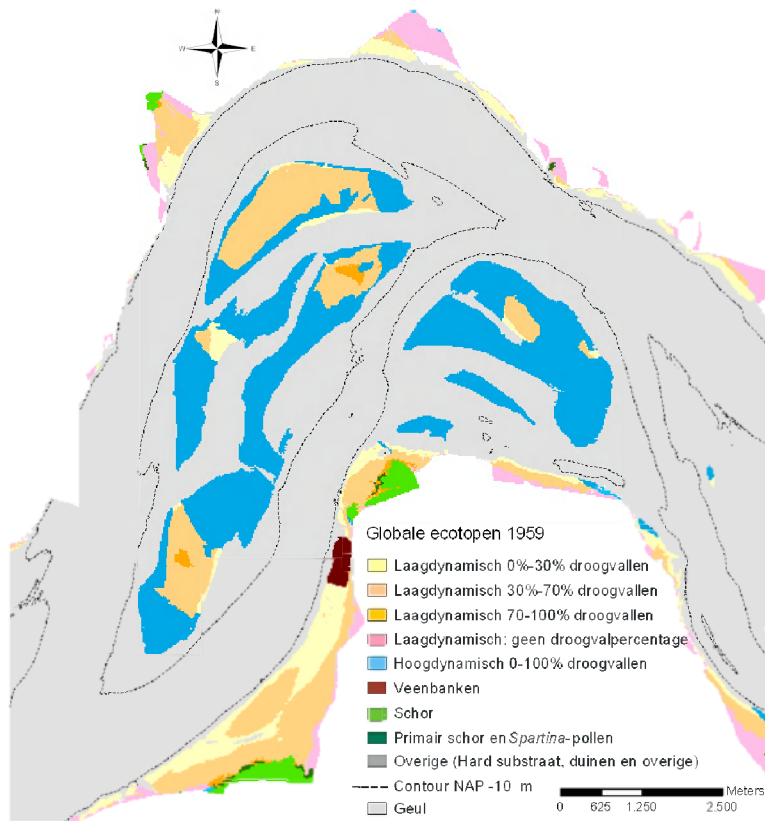 N
W E
S
Globale ecotopen 1959
Laagdynamisch 0%-30% droogvallen
Laagdynamisch 30%-70% droogvallen
Laagdynamisch 70-100% droogvallen
Laagdynamisch: geen droogvalpercentage
Hoogdynamisch 0-100% droogvallen
Veenbanken
Schor
Primair schor en Spartina-pollen
Overige (Hard substraat, duinen en overige)
Contour NAP -10 m
Geul
Meters
0 625 1.250 2.500